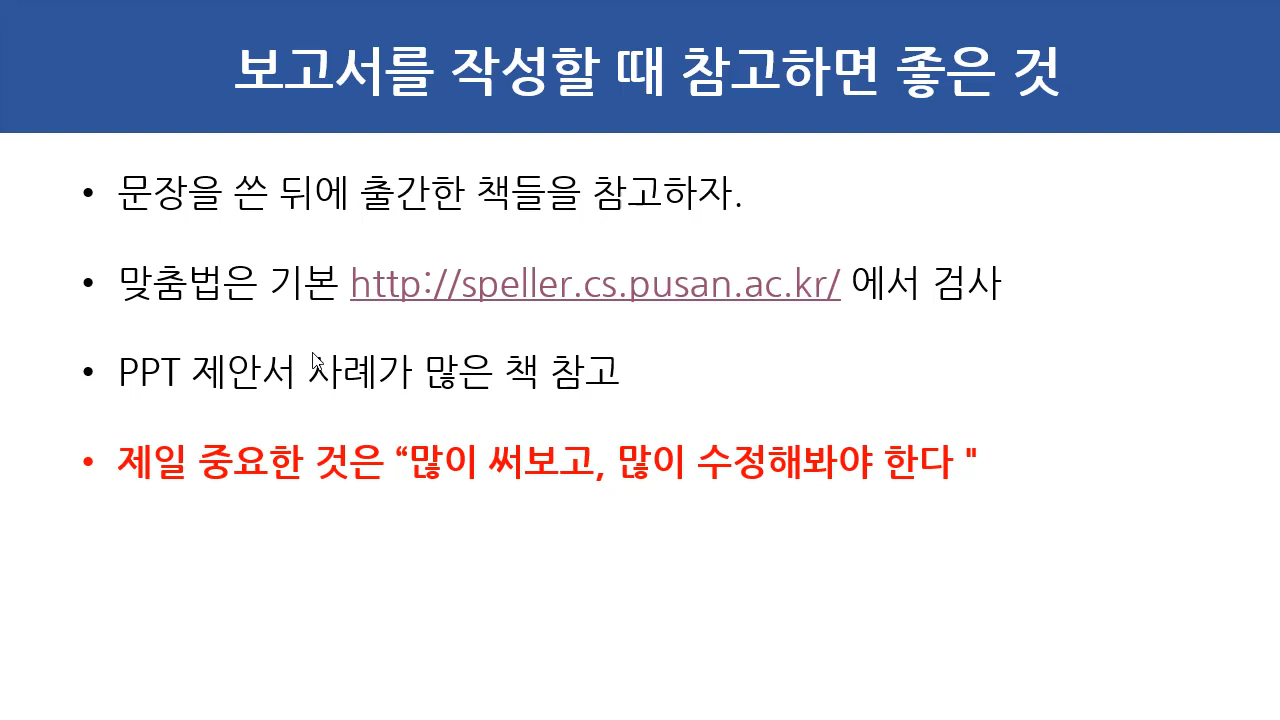 보고서를 작성할 때 참고하면 좋은 것
• 문장을 쓴 뒤에 출간한 책들을 참고하자.
• 맞춤법은 기본 http://speller.cs.pusan.ac.kr/ 에서 검사
• PPT 제안서 사례가 많은 책 참고
• 제일 중요한 것은 “많이 써보고, 많이 수정해봐야 한다 "